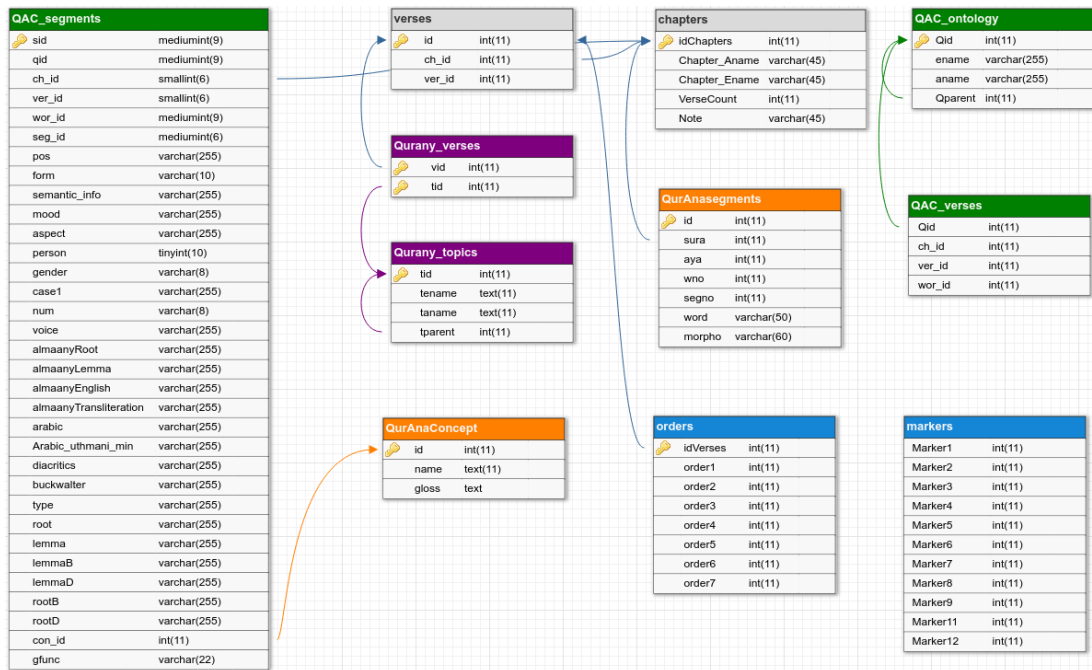 QAC_segments
sid mediumint(9)
qid mediumint(9)
ch_id smallint(6)
ver_id smallint(6)
wor_id mediumint(9)
seg_id mediumint(6)
pos varchar(255)
form varchar(10)
semantic_info varchar(255)
mood varchar(255)
aspect varchar(255)
person tinyint(10)
gender varchar(8)
case1 varchar(255)
num varchar(8)
voice varchar(255)
almaanyRoot varchar(255)
almaanyLemma varchar(255)
almaanyEnglish varchar(255)
almaanyTransliteration varchar(255)
arabic varchar(255)
Arabic_uthmani_min varchar(255)
diacritics varchar(255)
buckwalter varchar(255)
type varchar(255)
root varchar(255)
lemma varchar(255)
lemmaB varchar(255)
lemmaD varchar(255)
rootB varchar(255)
rootD varchar(255)
con_id int(11)
gfunc varchar(22)
verses
id int(11)
ch_id int(11)
ver_id int(11)
Qurany_verses
vid int(11)
tid int(11)
Qurany_topics
tid int(11)
tename text(11)
taname text(11)
tparent int(11)
QurAnaConcept
id int(11)
name text(11)
gloss text
chapters
idChapters int(11)
Chapter_Aname varchar(45)
Chapter_Ename varchar(45)
VerseCount int(11)
Note varchar(45)
QurAnasegments
id int(11)
sura int(11)
aya int(11)
wno int(11)
segno int(11)
word varchar(50)
morpho varchar(60)
orders
idVerses int(11)
order1 int(11)
order2 int(11)
order3 int(11)
order4 int(11)
order5 int(11)
order6 int(11)
order7 int(11)
QAC_ontology
Qid int(11)
ename varchar(255)
aname varchar(255)
Qparent int(11)
QAC_verses
Qid int(11)
ch_id int(11)
ver_id int(11)
wor_id int(11)
markers
Marker1 int(11)
Marker2 int(11)
Marker3 int(11)
Marker4 int(11)
Marker5 int(11)
Marker6 int(11)
Marker7 int(11)
Marker8 int(11)
Marker9 int(11)
Marker11 int(11)
Marker12 int(11)